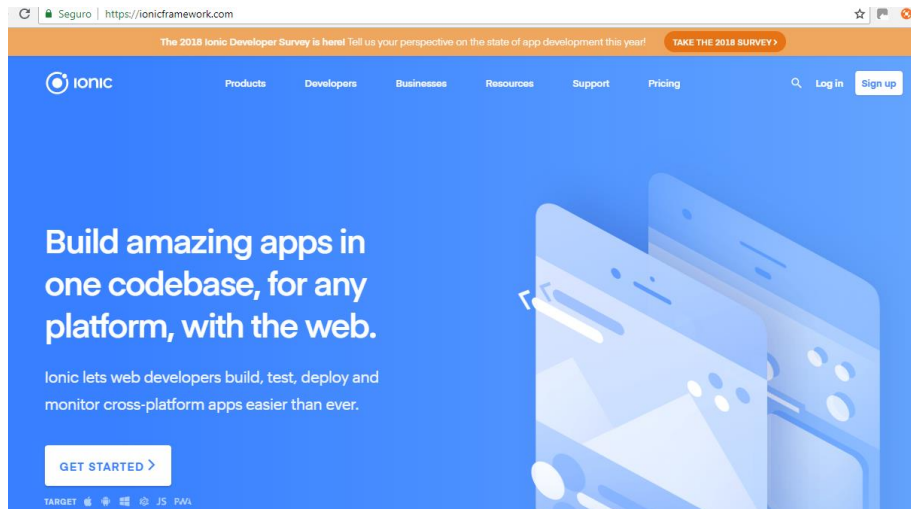 Seguro | https://ionicframework.com
The 2018 Ionic Developer Survey is here! Tell us your perspective on the state of app development this year! TAKE THE 2018 SURVEY
IONIC Products Developers Businesses Resources Support Pricing Log in Sign up
Build amazing apps in
one codebase, for any
platform, with the web.
Ionic lets web developers build, test, deploy and
monitor cross-platform apps easier than ever.
GET STARTED
TARGET JS PWA